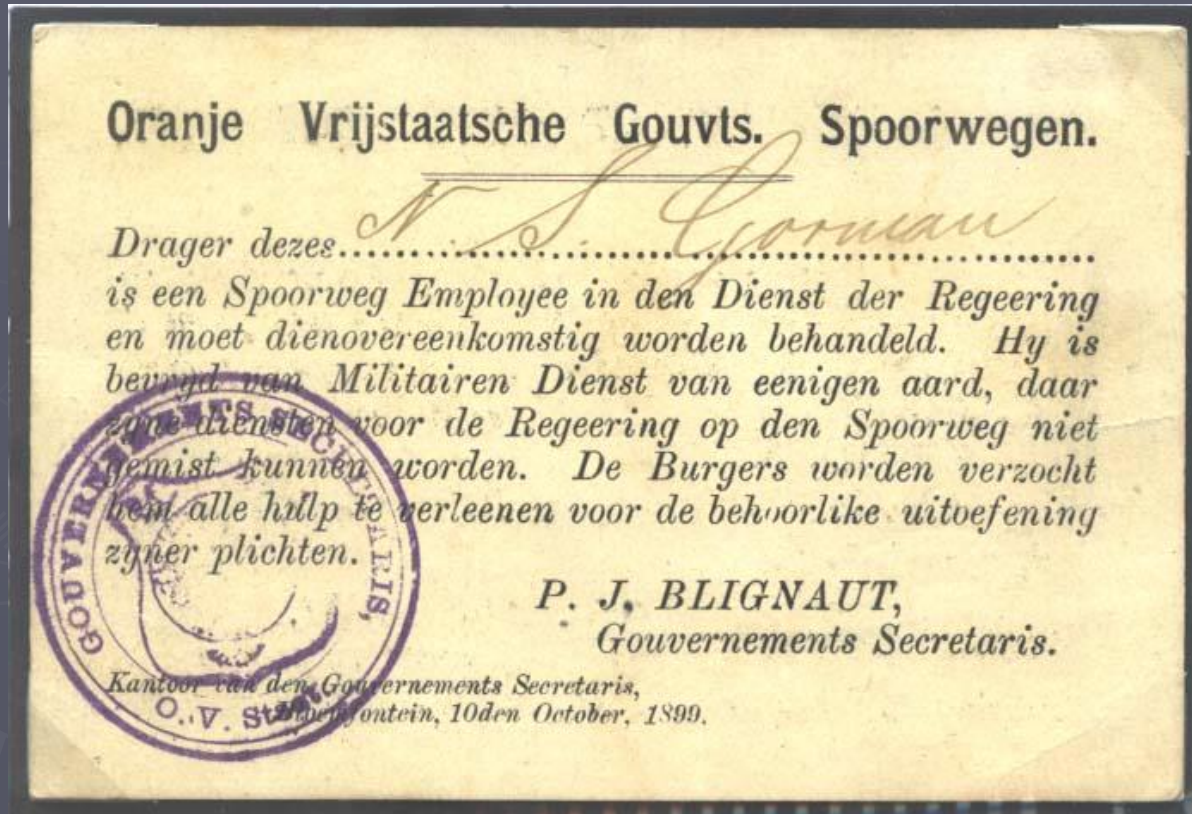 Oranje Vrijstaatsche Gouvts. Spoorwegen.
Drager dezes N S. Gorman
is een Spoorweg Employee in den Dienst der Regeering
en moet dienovereenkomstig worden behandeld. Hy is
bevryd van Militairen Dienst van eenigen aard, daar
zyne diensten voor de Regeering op den Spoorweg niet
gemist kunnen worden. De Burgers worden verzocht
hem alle hulp te verleenen voor de behoorlike uitoefening
zyner plichten.
P. J. BLIGNAUT,
Gouvernements Secretaris.
Kantoor van den Gouvernements Secretaris,
Bloemfontein, 10den October, 1899.
GOUVERNEMENTS SECRETARIS,
O. V. Staat